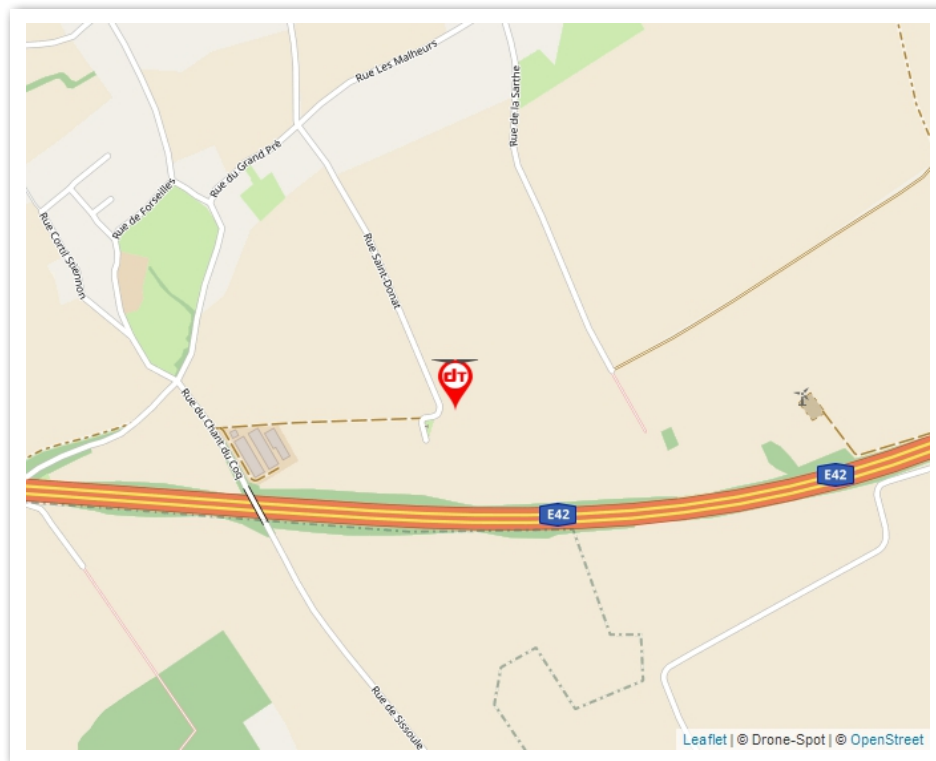 Rue Les Malheurs
Rue de la Sarthe
Rue du Grand Pré
Rue de Forseilles
Rue Cortil Stiennon
Rue Saint-Donat
dT
Rue du Chant du Coq
E42
E42
Rue de Sissoule
Leaflet | © Drone-Spot | © OpenStreet